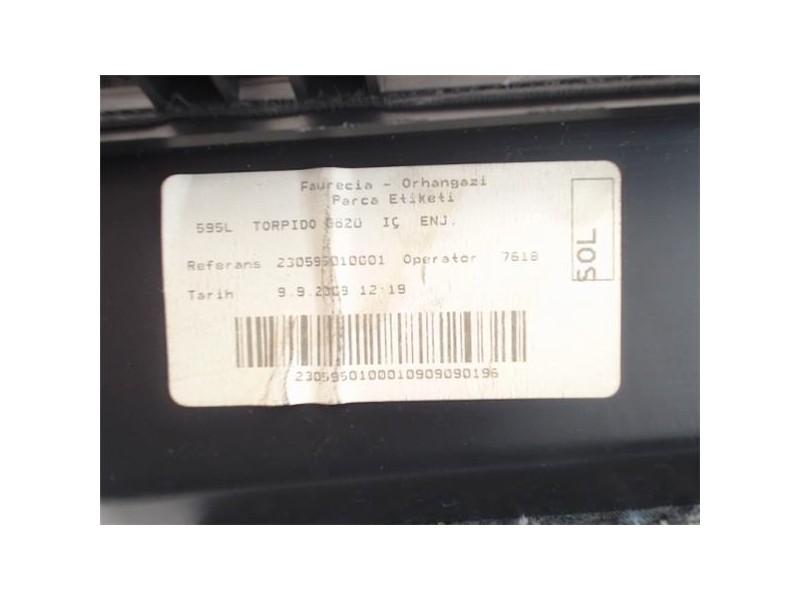 Faurecia - Orhangazi
Parca Etiketi
595L TORPIDO G820 IÇ ENJ.
Referans 230595010001 Operator 7618
Tarih 9.9.2009 12:19
2305950100010909090196
SOL